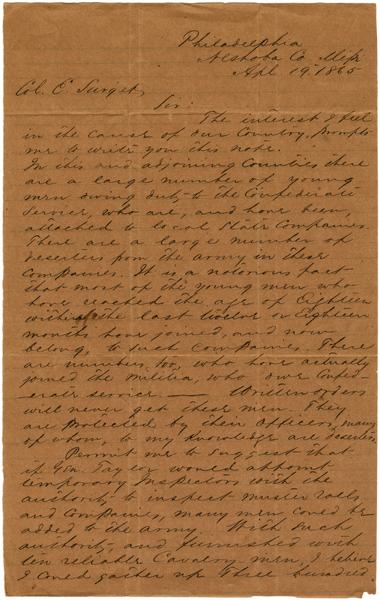 Philadelphia
Neshoba Co. Miss
Apl 19. 1865
Col. E. Surget,
Sir:
The interest I feel
in the cause of our Country, prompts
me to write you this note.
In this and adjoining Counties there
are a large number of young
men owing duty to the Confederate
Service, who are, and have been,
attached to local State Companies.
There are a large number of
deserters from the army in these
Companies. It is a notorious fact
that most of the young men who
have reached the age of Eighteen
within the last twelve or Eighteen
months have joined, and now
belong, to such companies. There
are numbers, too, who have actually
joined the Militia, who owe Confed-
erate service. — Written orders
will never get these men. They
are protected by their Officers, many
of whom, to my knowledge are deserters.
Permit me to suggest that
if Gen. Taylor would appoint
temporary Inspectors with the
authority to inspect muster rolls
and Companies, many men could be
added to the army. With such
authority, and furnished with
ten reliable Cavalry men, I believe
I could gather up three hundred